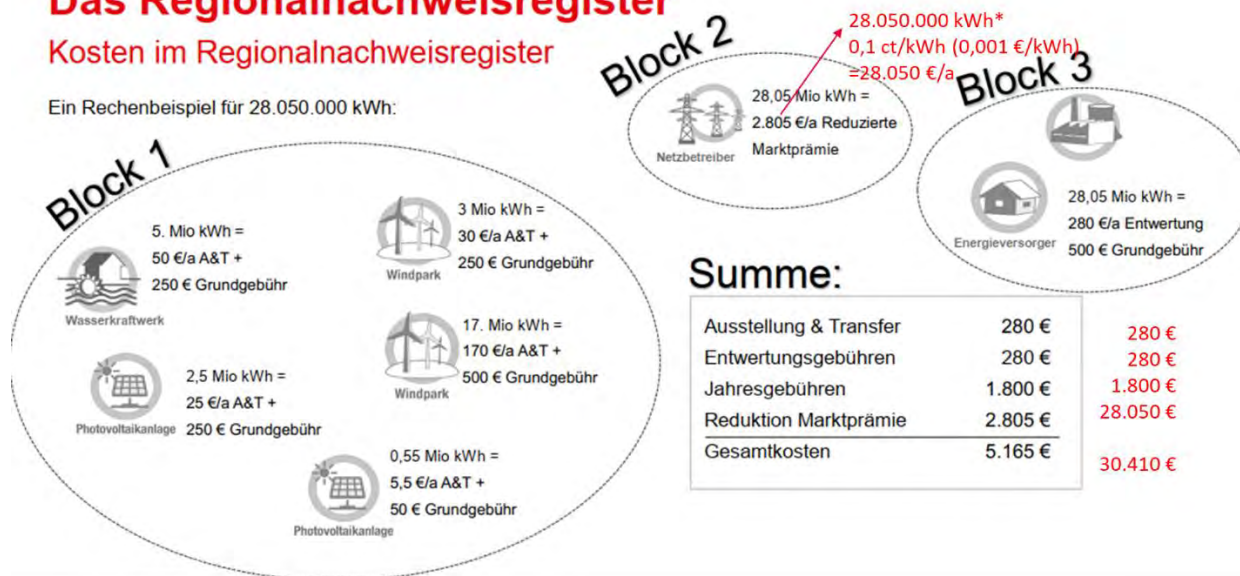 Das Regionalnachweisregister
Kosten im Regionalnachweisregister
Ein Rechenbeispiel für 28.050.000 kWh:
Block 1
5. Mio kWh =
50 €/a A&T +
250 € Grundgebühr
Wasserkraftwerk
3 Mio kWh =
30 €/a A&T +
250 € Grundgebühr
Windpark
2,5 Mio kWh =
25 €/a A&T +
250 € Grundgebühr
Photovoltaikanlage
17. Mio kWh =
170 €/a A&T +
500 € Grundgebühr
Windpark
0,55 Mio kWh =
5,5 €/a A&T +
50 € Grundgebühr
Photovoltaikanlage
Block 2
28.050.000 kWh*
0,1 ct/kWh (0,001 €/kWh)
=28.050 €/a
28,05 Mio kWh =
2.805 €/a Reduzierte
Marktprämie
Netzbetreiber
Block 3
28,05 Mio kWh =
280 €/a Entwertung
500 € Grundgebühr
Energieversorger
Summe:
Ausstellung & Transfer 280 € 280 €
Entwertungsgebühren 280 € 280 €
Jahresgebühren 1.800 € 1.800 €
Reduktion Marktprämie 2.805 € 28.050 €
Gesamtkosten 5.165 € 30.410 €